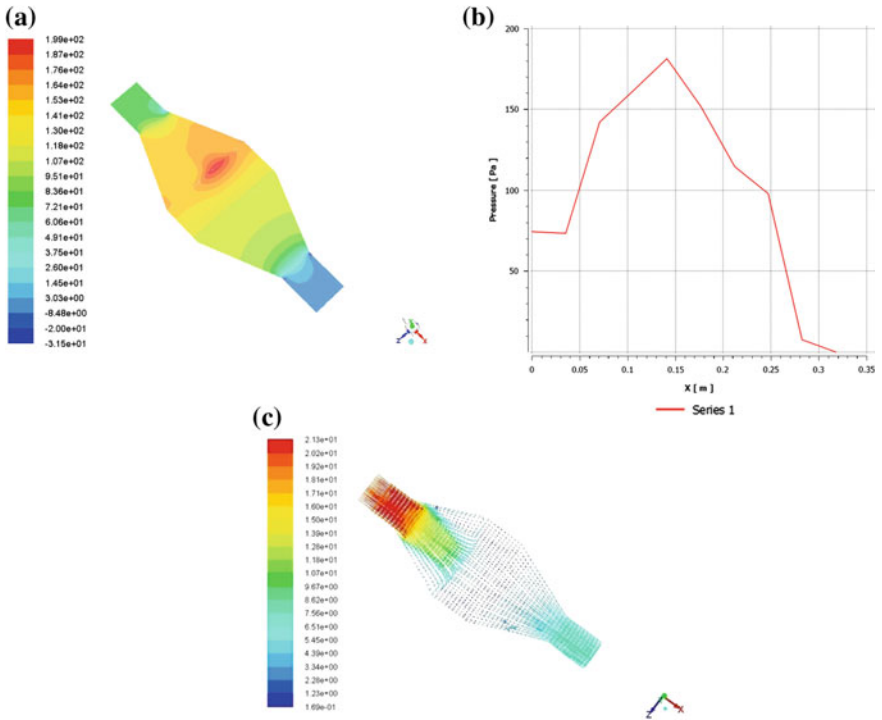 (a)
1.99e+02
1.87e+02
1.76e+02
1.64e+02
1.53e+02
1.41e+02
1.30e+02
1.18e+02
1.07e+02
9.51e+01
8.36e+01
7.21e+01
6.06e+01
4.91e+01
3.75e+01
2.60e+01
1.45e+01
3.03e+00
-8.48e+00
-2.00e+01
-3.15e+01
Z
X
(b)
200
150
100
50
Pressure [ Pa ]
0
0.05
0.1
0.15
0.2
0.25
0.3
0.35
X [ m ]
Series 1
(c)
2.13e+01
2.02e+01
1.92e+01
1.81e+01
1.71e+01
1.60e+01
1.50e+01
1.39e+01
1.28e+01
1.18e+01
1.07e+01
9.67e+00
8.62e+00
7.56e+00
6.51e+00
5.45e+00
4.39e+00
3.34e+00
2.28e+00
1.23e+00
1.69e-01
Z
X